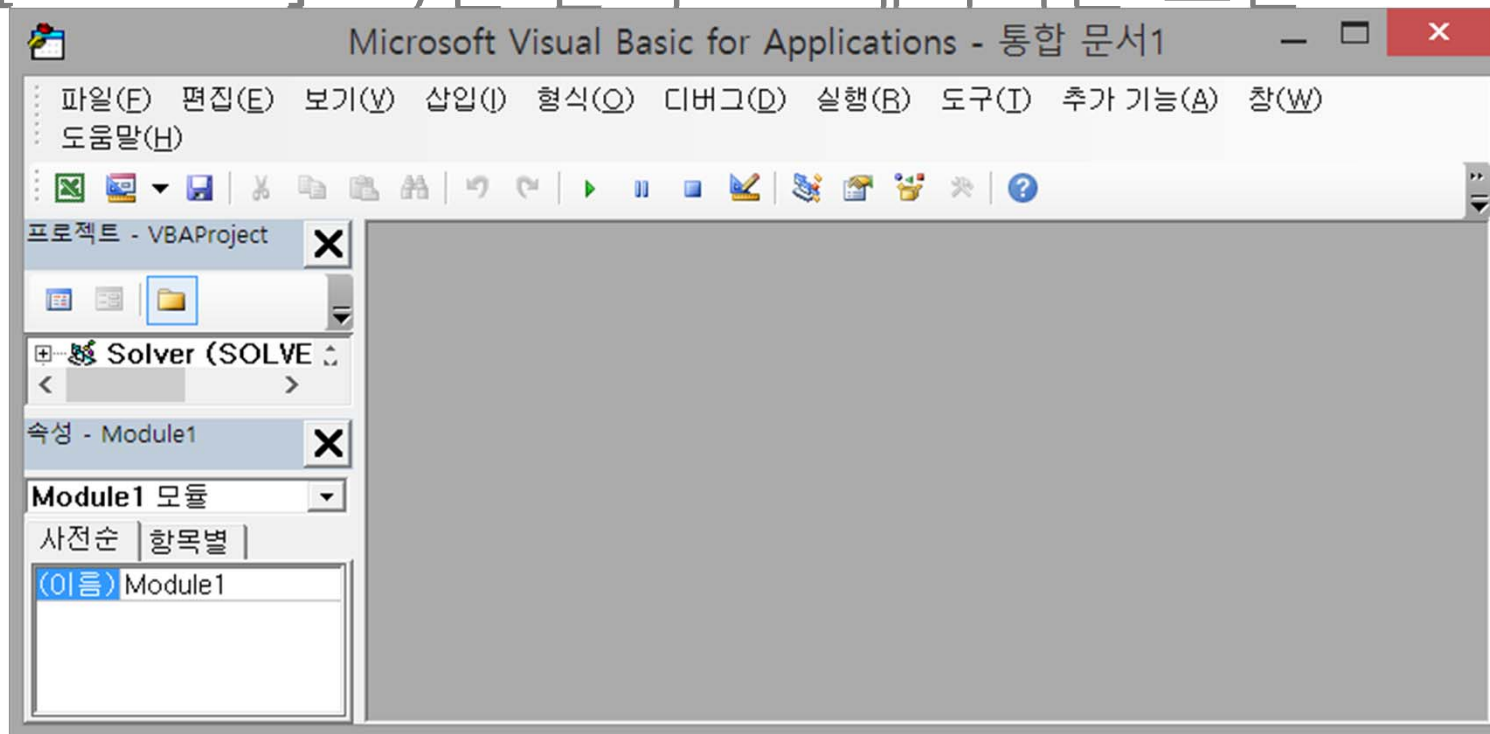 Microsoft Visual Basic for Applications - 통합 문서1
파일(F) 편집(E) 보기(V) 삽입(I) 형식(O) 디버그(D) 실행(R) 도구(T) 추가 기능(A) 창(W)
도움말(H)
프로젝트 - VBAProject
Solver (SOLVE
속성 - Module1
Module1 모듈
사전순 항목별
(이름) Module1